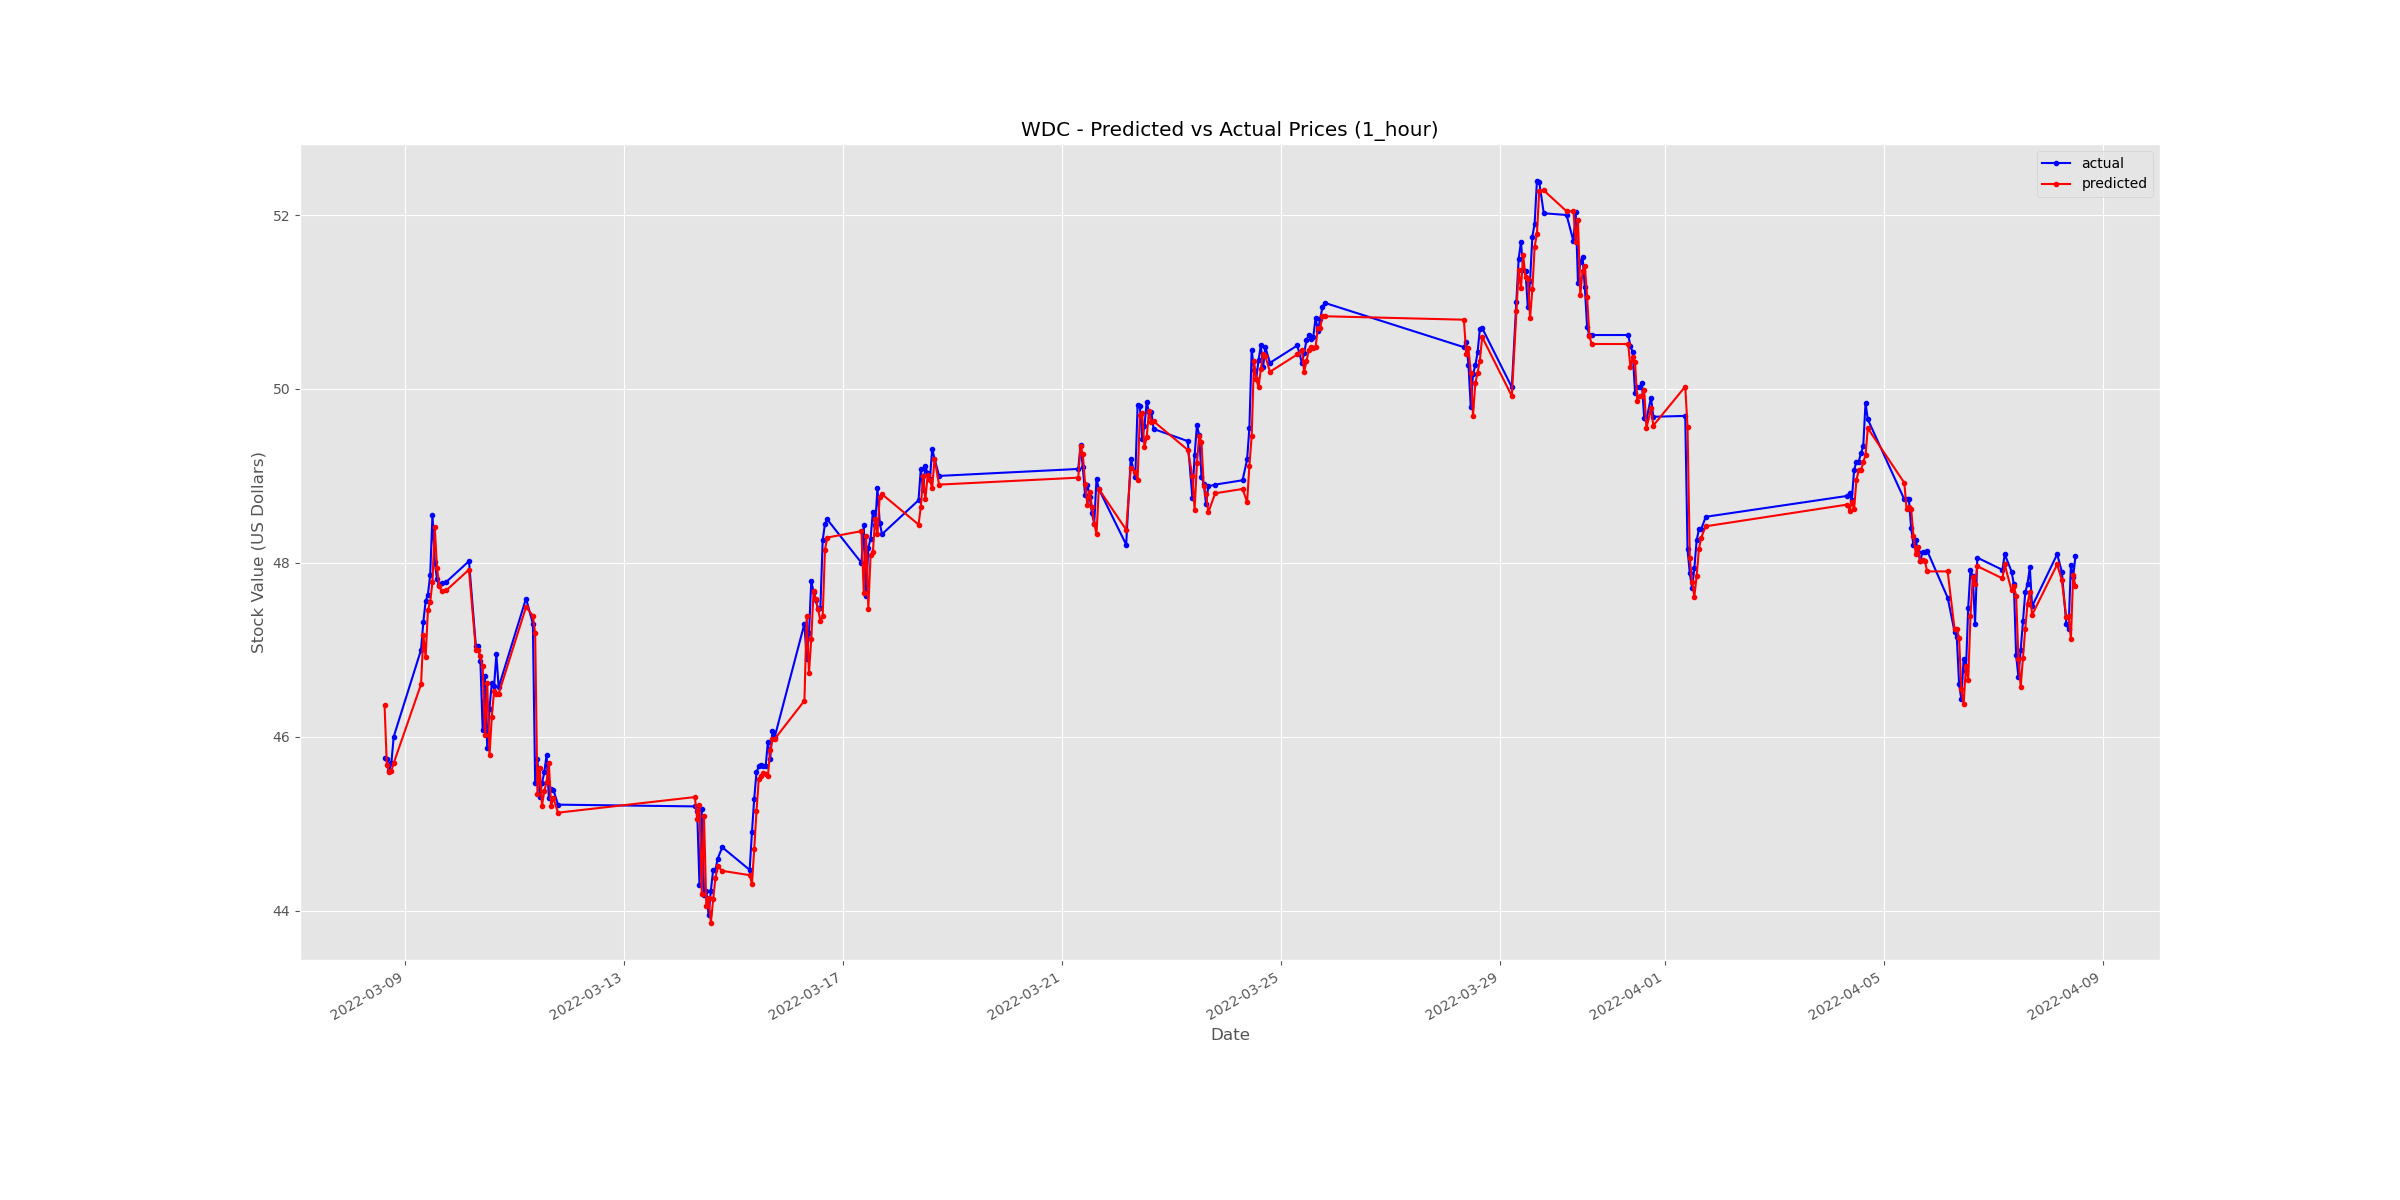 WDC - Predicted vs Actual Prices (1_hour)
actual
predicted
Stock Value (US Dollars)
52
50
48
46
44
2022-03-09
2022-03-13
2022-03-17
2022-03-21
2022-03-25
2022-03-29
2022-04-01
2022-04-05
2022-04-09
Date